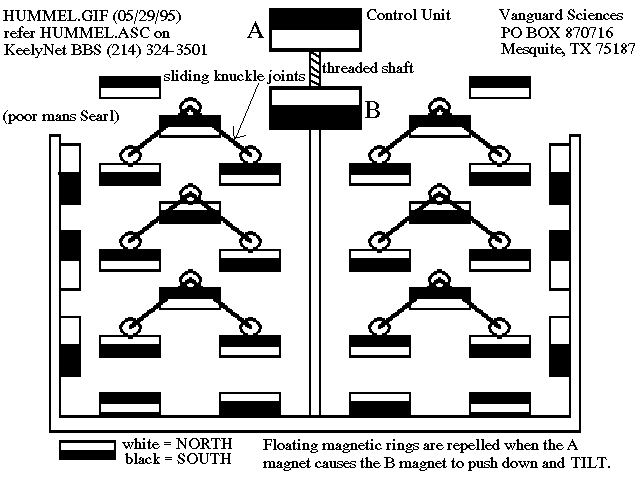 HUMMEL.GIF (05/29/95)
refer HUMMEL.ASC on
KeelyNet BBS (214) 324-3501
A
Control Unit
Vanguard Sciences
PO BOX 870716
Mesquite, TX 75187
sliding knuckle joints
threaded shaft
B
(poor mans Searl)
white = NORTH
black = SOUTH
Floating magnetic rings are repelled when the A
magnet causes the B magnet to push down and TILT.